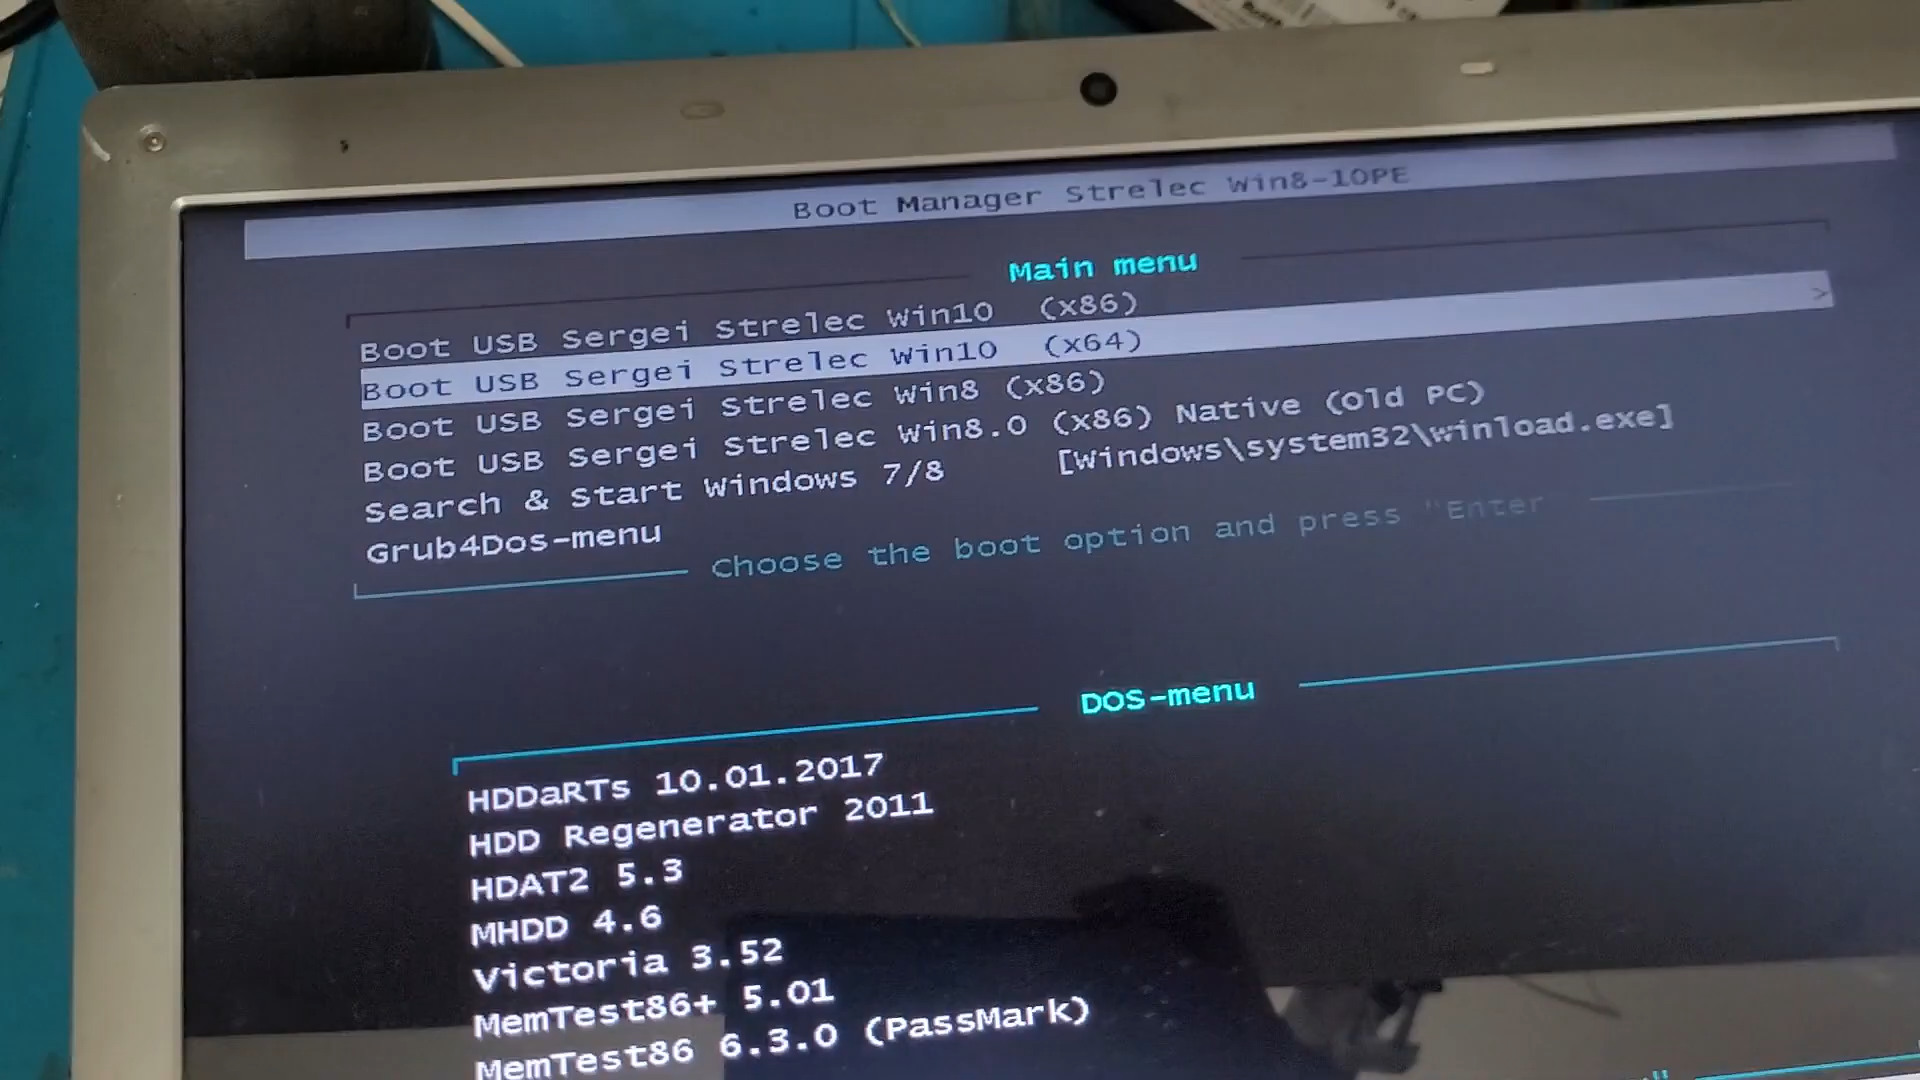 Boot Manager Strelec Win8-10PE
Main menu
Boot USB Sergei Strelec Win10 (x86)
Boot USB Sergei Strelec Win10 (x64) >
Boot USB Sergei Strelec Win8 (x86)
Boot USB Sergei Strelec Win8.0 (x86) Native (Old PC)
Search & Start Windows 7/8 [Windows\system32\winload.exe]
Grub4Dos-menu
Choose the boot option and press "Enter
DOS-menu
HDDaRTs 10.01.2017
HDD Regenerator 2011
HDAT2 5.3
MHDD 4.6
Victoria 3.52
MemTest86+ 5.01
MemTest86 6.3.0 (PassMark)